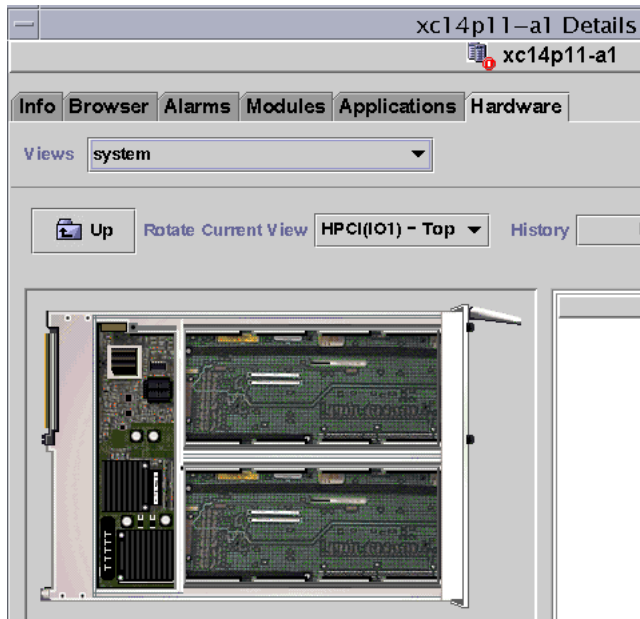 xc14p11-a1 Details
xc14p11-a1
Info Browser Alarms Modules Applications Hardware
Views system
Up Rotate Current View HPCI(IO1) - Top History